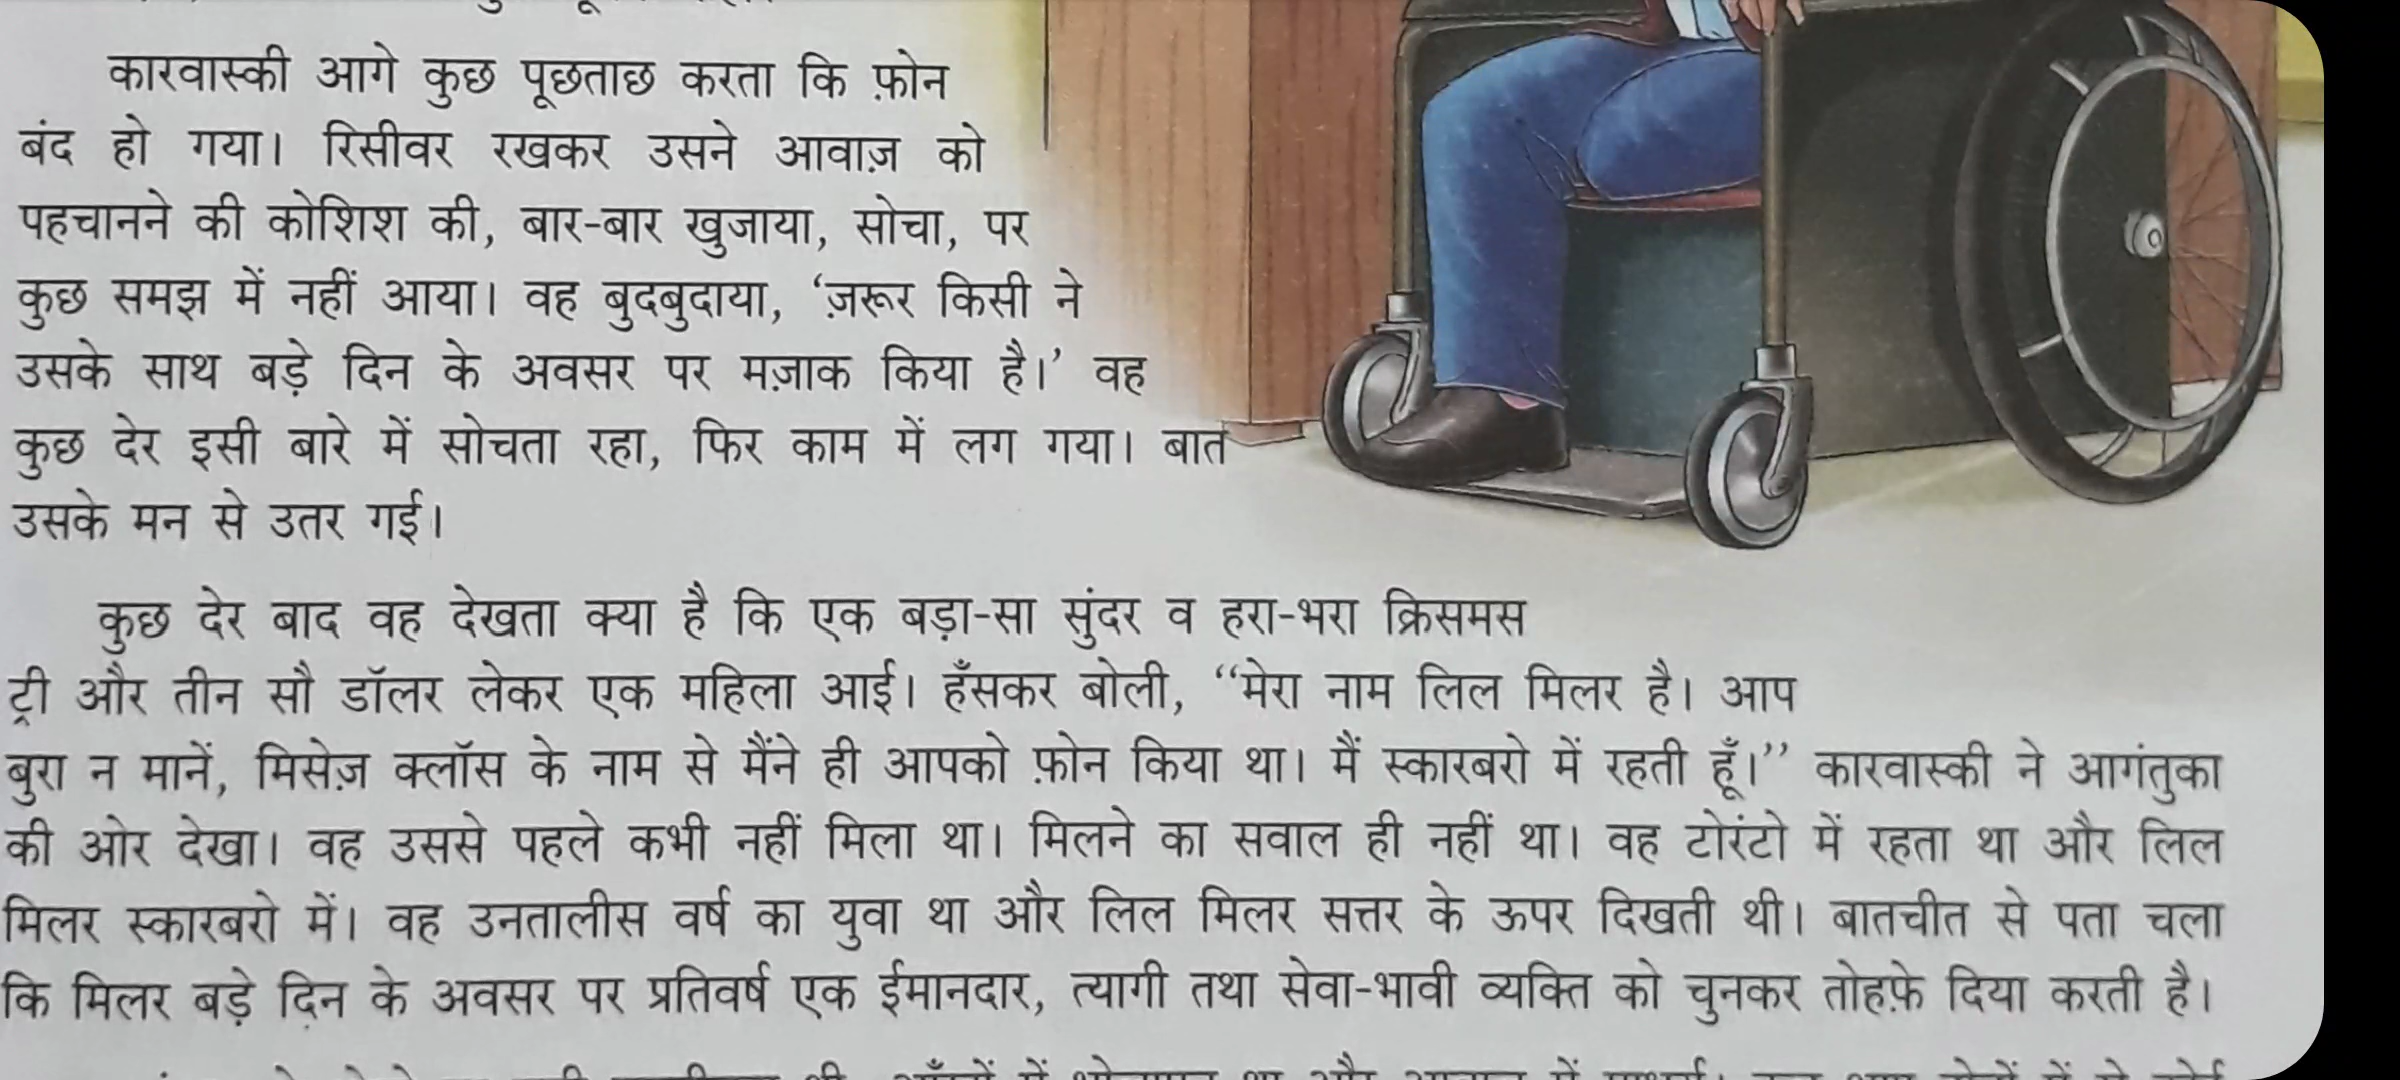 कारवास्की आगे कुछ पूछताछ करता कि फ़ोन
बंद हो गया। रिसीवर रखकर उसने आवाज़ को
पहचानने की कोशिश की, बार-बार खुजाया, सोचा, पर
कुछ समझ में नहीं आया। वह बुदबुदाया, ‘ज़रूर किसी ने
उसके साथ बड़े दिन के अवसर पर मज़ाक किया है।’ वह
कुछ देर इसी बारे में सोचता रहा, फिर काम में लग गया। बात
उसके मन से उतर गई।
कुछ देर बाद वह देखता क्या है कि एक बड़ा-सा सुंदर व हरा-भरा क्रिसमस
ट्री और तीन सौ डॉलर लेकर एक महिला आई। हँसकर बोली, “मेरा नाम लिल मिलर है। आप
बुरा न मानें, मिसेज़ क्लॉस के नाम से मैंने ही आपको फ़ोन किया था। मैं स्कारबरो में रहती हूँ।” कारवास्की ने आगंतुका
की ओर देखा। वह उससे पहले कभी नहीं मिला था। मिलने का सवाल ही नहीं था। वह टोरंटो में रहता था और लिल
मिलर स्कारबरो में। वह उनतालीस वर्ष का युवा था और लिल मिलर सत्तर के ऊपर दिखती थी। बातचीत से पता चला
कि मिलर बड़े दिन के अवसर पर प्रतिवर्ष एक ईमानदार, त्यागी तथा सेवा-भावी व्यक्ति को चुनकर तोहफ़े दिया करती है।